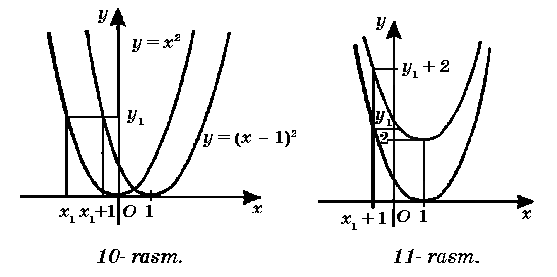 y
y = x²
y₁
y = (x − 1)²
x₁ x₁+1 O 1 x
10- rasm.
y
y₁ + 2
y₁
2
x₁ + 1 O 1 x
11- rasm.